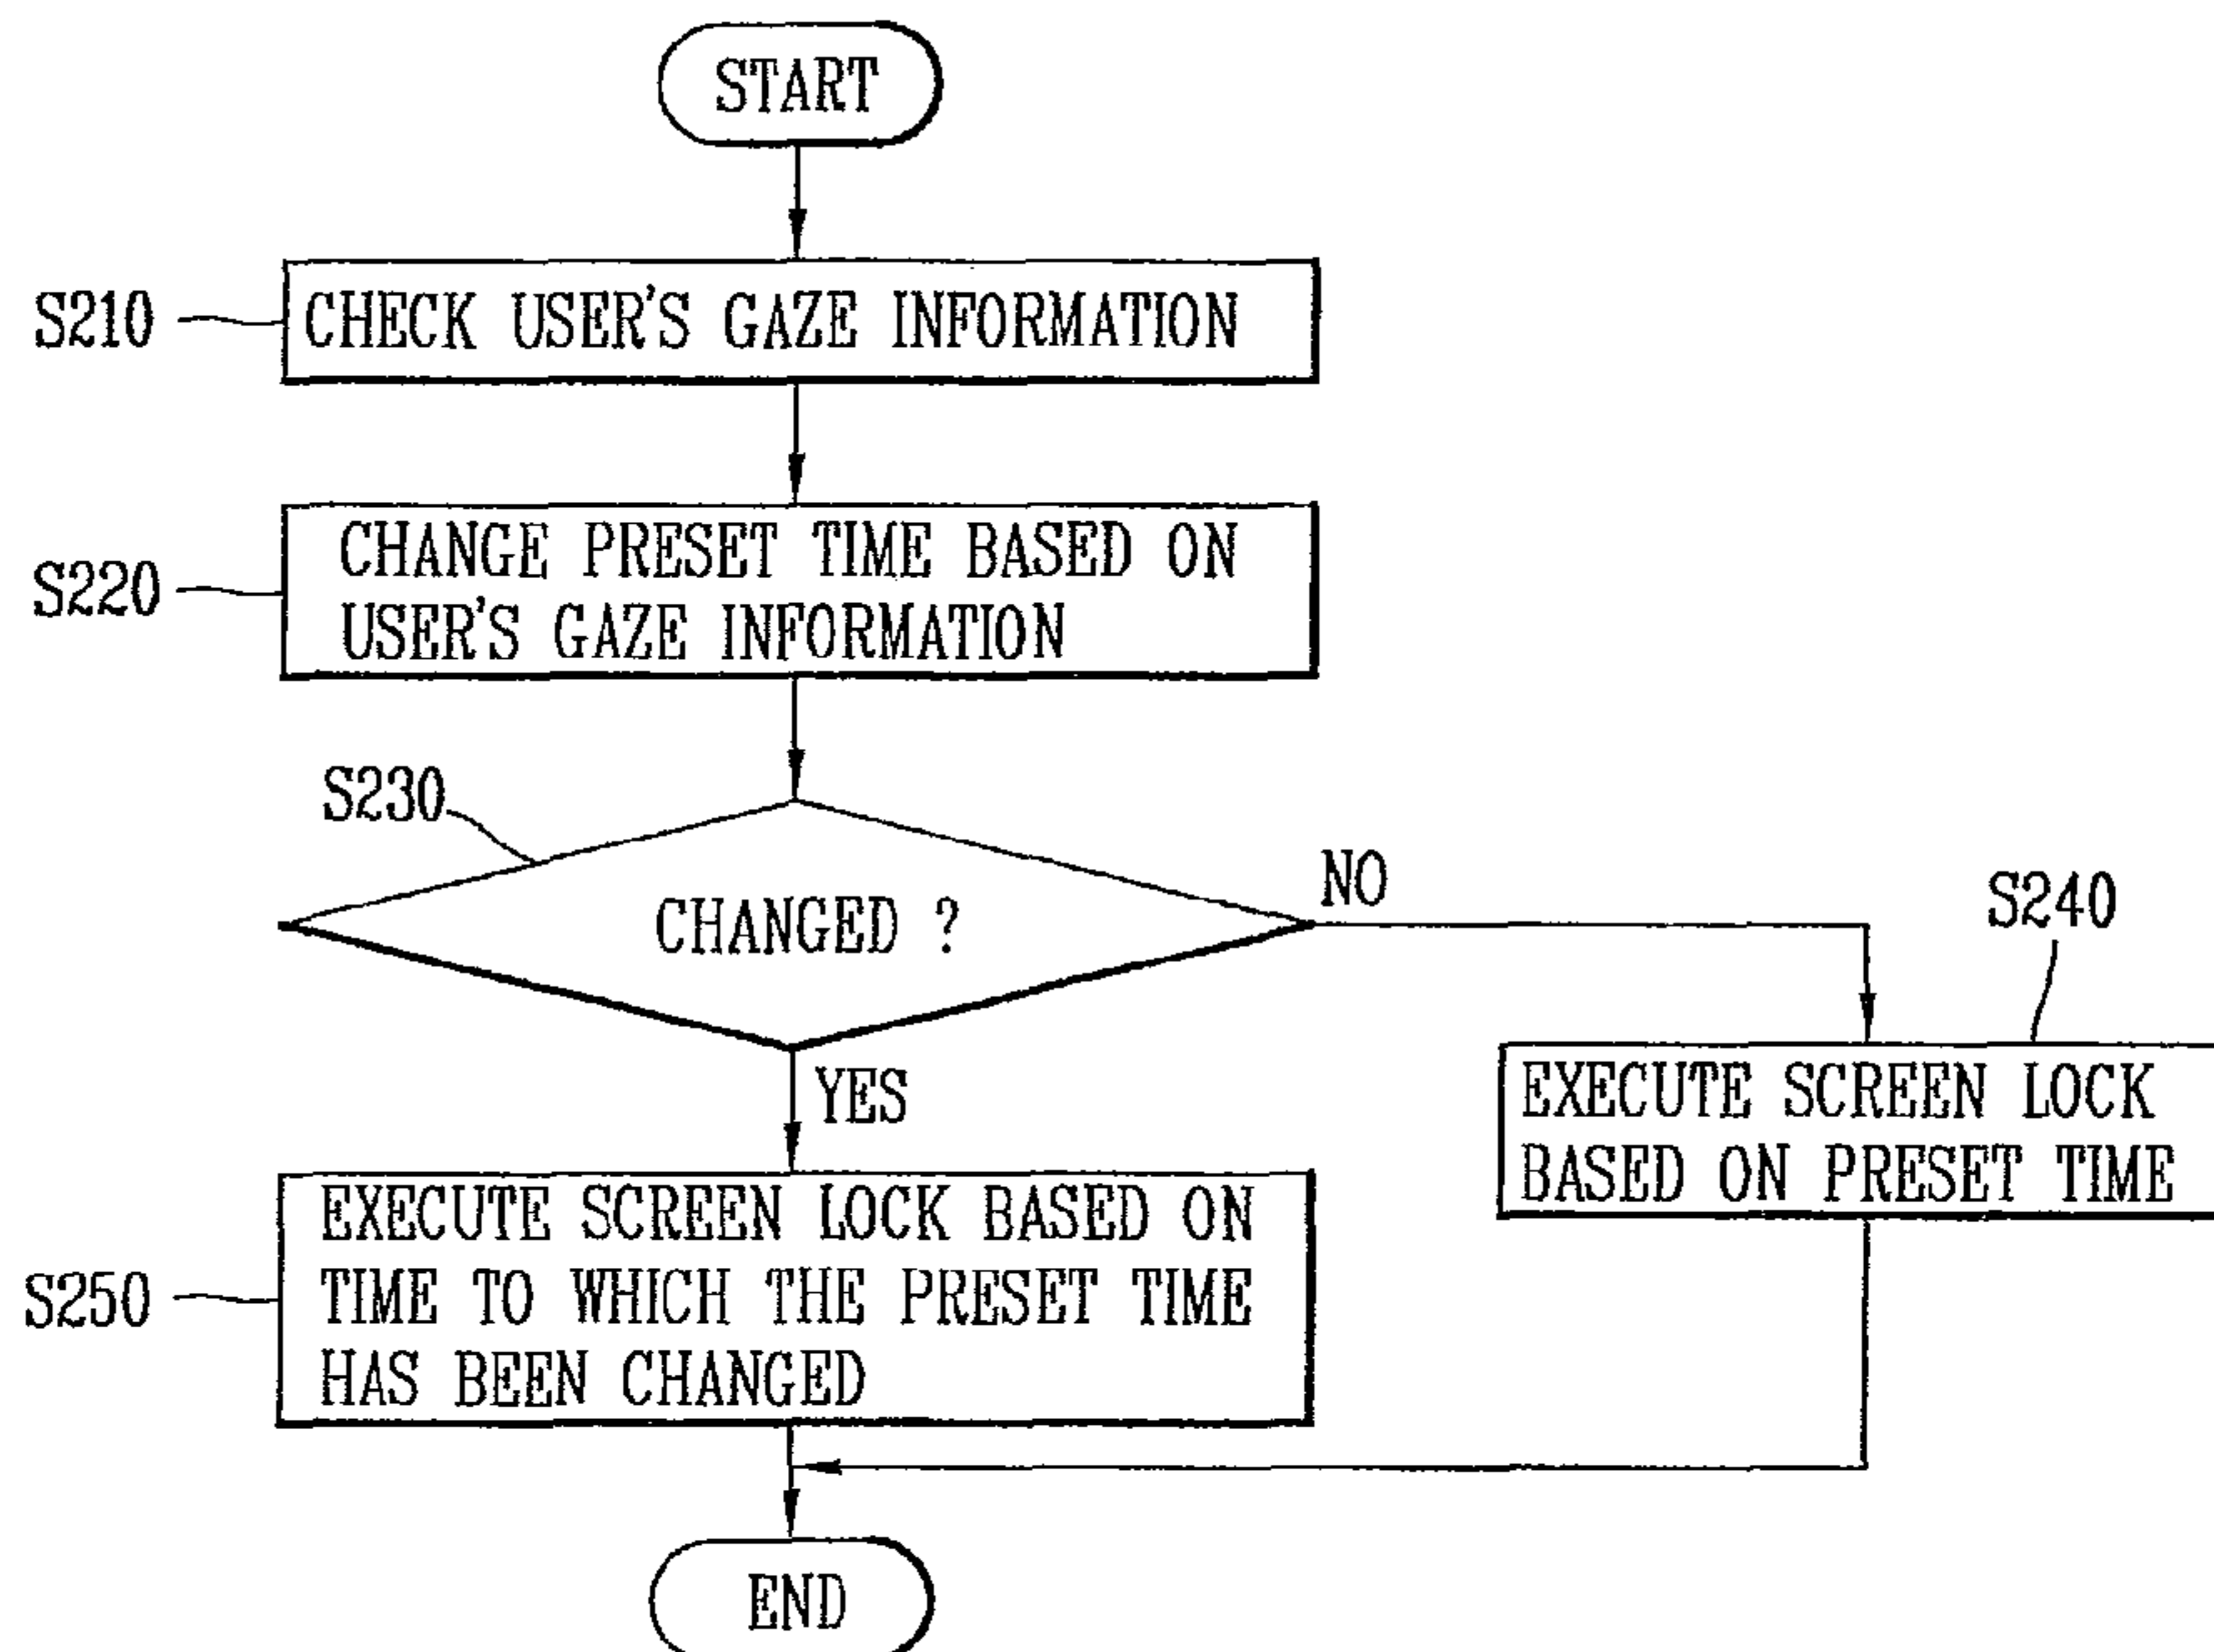 START
S210
CHECK USER'S GAZE INFORMATION
S220
CHANGE PRESET TIME BASED ON
USER'S GAZE INFORMATION
S230
CHANGED ?
NO
S240
EXECUTE SCREEN LOCK
BASED ON PRESET TIME
YES
S250
EXECUTE SCREEN LOCK BASED ON
TIME TO WHICH THE PRESET TIME
HAS BEEN CHANGED
END